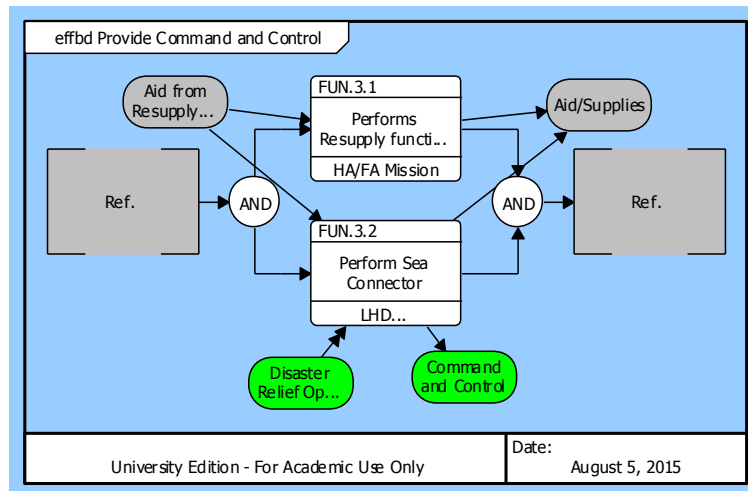 effbd Provide Command and Control
Aid from
Resupply...
FUN.3.1
Performs
Resupply functi...
HA/FA Mission
Aid/Supplies
Ref.
AND
AND
Ref.
FUN.3.2
Perform Sea
Connector
LHD...
Disaster
Relief Op...
Command
and Control
University Edition - For Academic Use Only
Date:
August 5, 2015